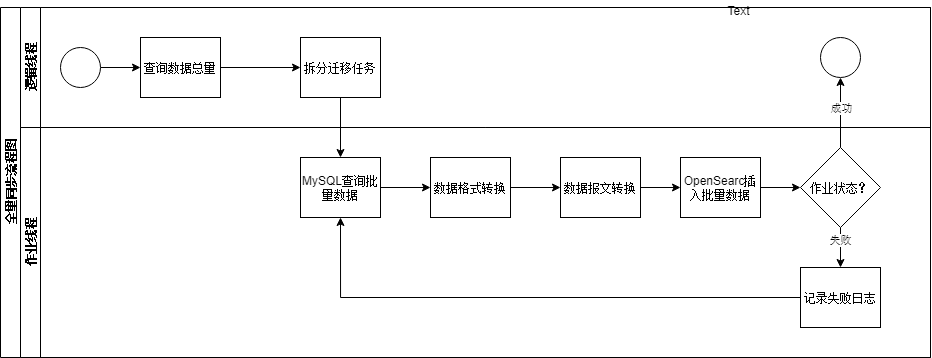 Text
全量同步流程图
逻辑线程
查询数据总量
拆分迁移任务
成功
作业线程
MySQL查询批
量数据
数据格式转换
数据报文转换
OpenSearc插
入批量数据
作业状态?
失败
记录失败日志